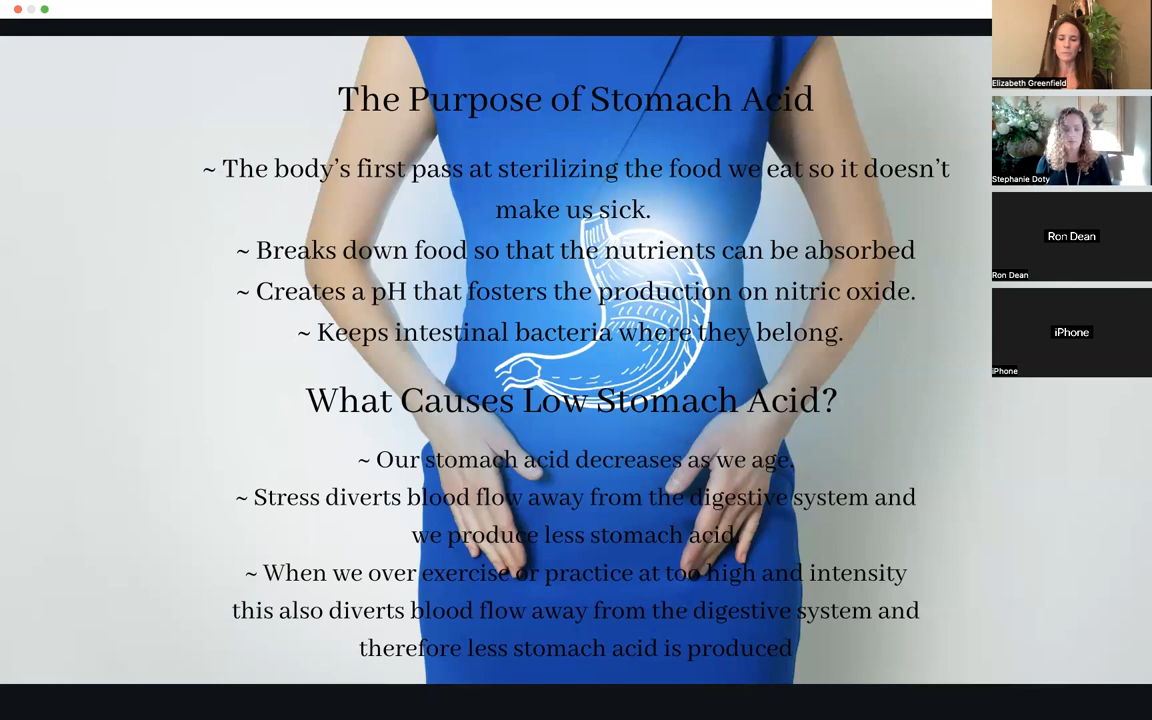 The Purpose of Stomach Acid
~ The body's first pass at sterilizing the food we eat so it doesn't
make us sick.
~ Breaks down food so that the nutrients can be absorbed
~ Creates a pH that fosters the production on nitric oxide.
~ Keeps intestinal bacteria where they belong.
What Causes Low Stomach Acid?
~ Our stomach acid decreases as we age.
~ Stress diverts blood flow away from the digestive system and
we produce less stomach acid.
~ When we over exercise or practice at too high and intensity
this also diverts blood flow away from the digestive system and
therefore less stomach acid is produced
Elizabeth Greenfield
Stephanie Doty
Ron Dean
Ron Dean
iPhone
iPhone